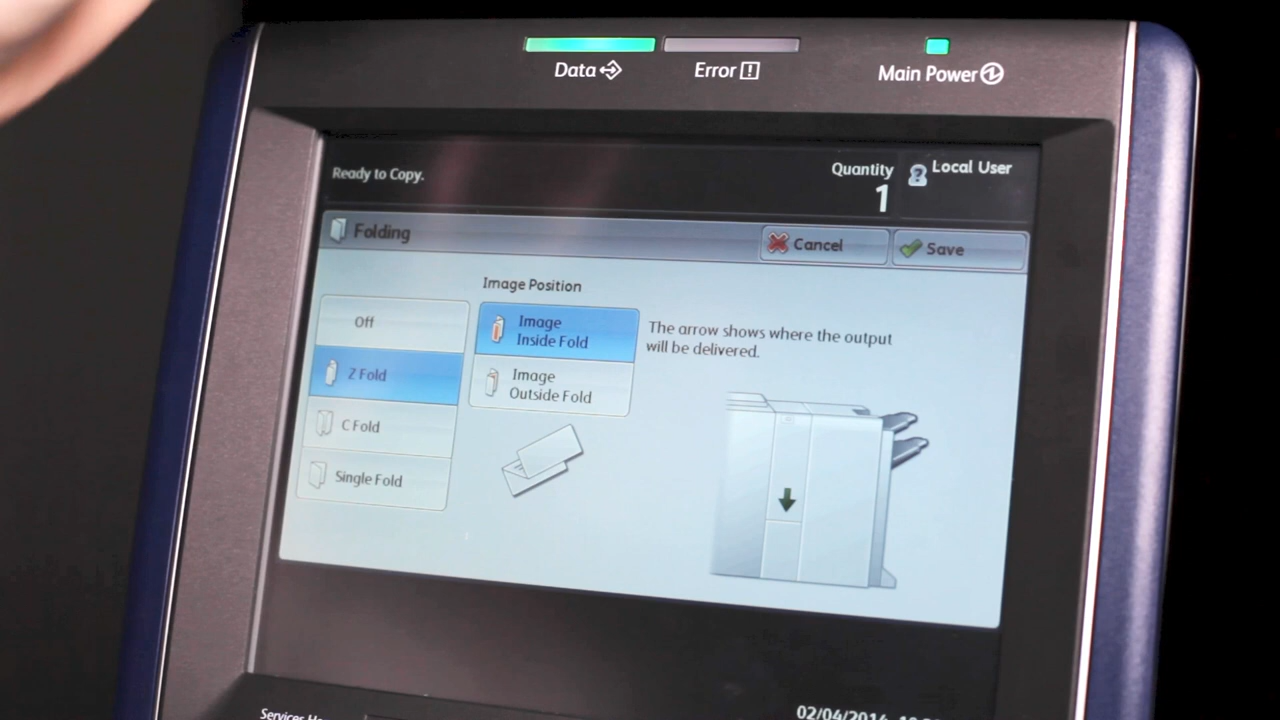 Data
Error
Main Power
Ready to Copy.
Quantity
1
Local User
Folding
Cancel
Save
Image Position
Off
Z Fold
C Fold
Single Fold
Image
Inside Fold
Image
Outside Fold
The arrow shows where the output
will be delivered.
Services
02/04/2014